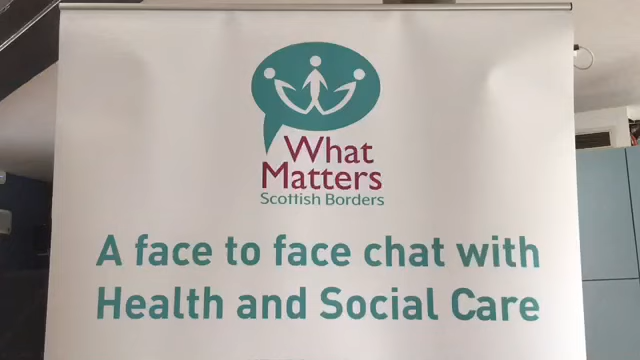 What
Matters
Scottish Borders
A face to face chat with
Health and Social Care